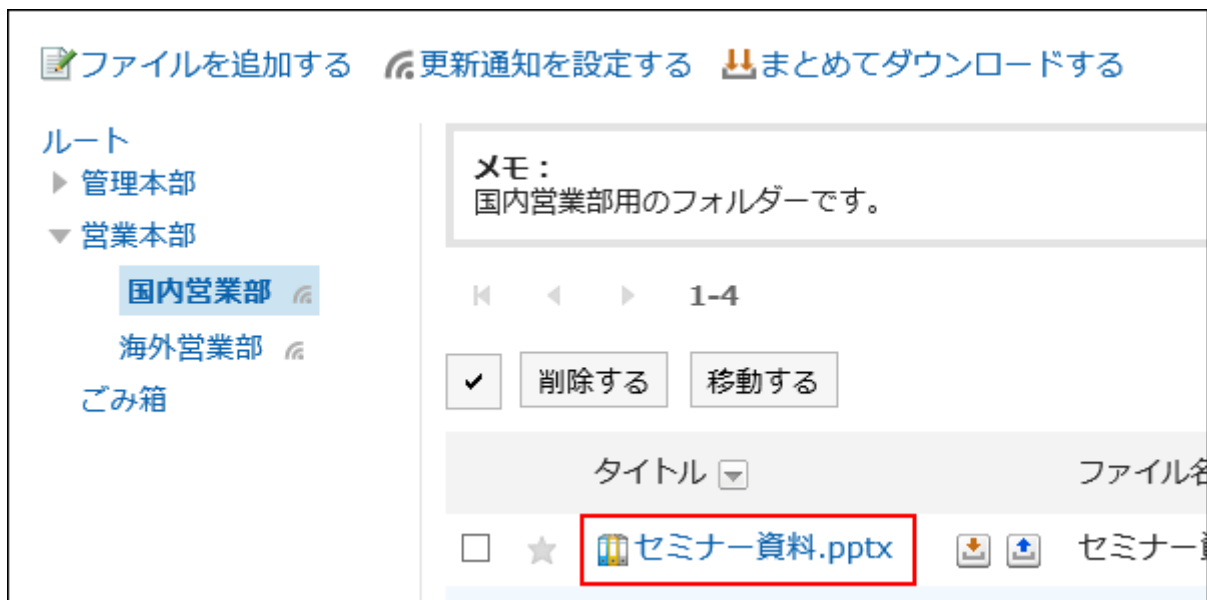 ファイルを追加する 更新通知を設定する まとめてダウンロードする
ルート
管理本部
営業本部
国内営業部
海外営業部
ごみ箱
メモ：
国内営業部用のフォルダーです。
1-4
削除する 移動する
タイトル ファイル名
セミナー資料.pptx セミナー